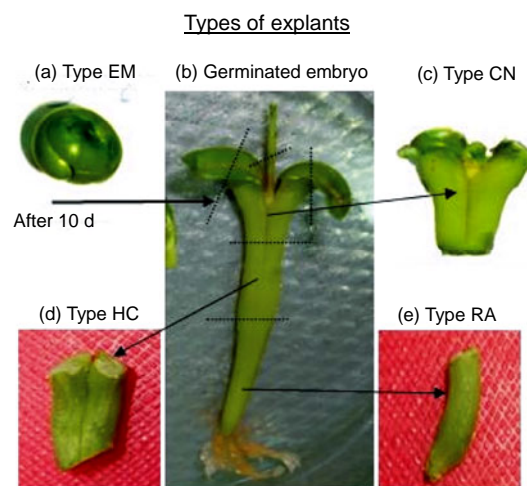 Types of explants
(a) Type EM
(b) Germinated embryo
(c) Type CN
After 10 d
(d) Type HC
(e) Type RA